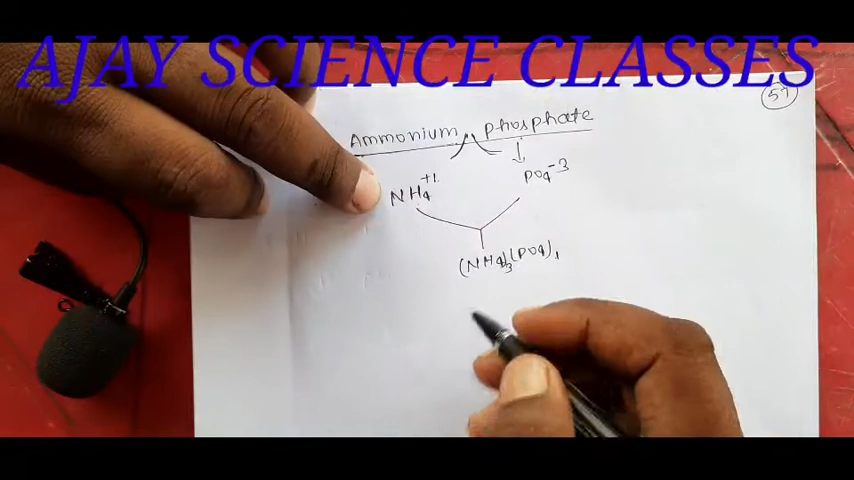 AJAY SCIENCE CLASSES
57
Ammonium phosphate
NH4+1 PO4-3
(NH4)3(PO4)1